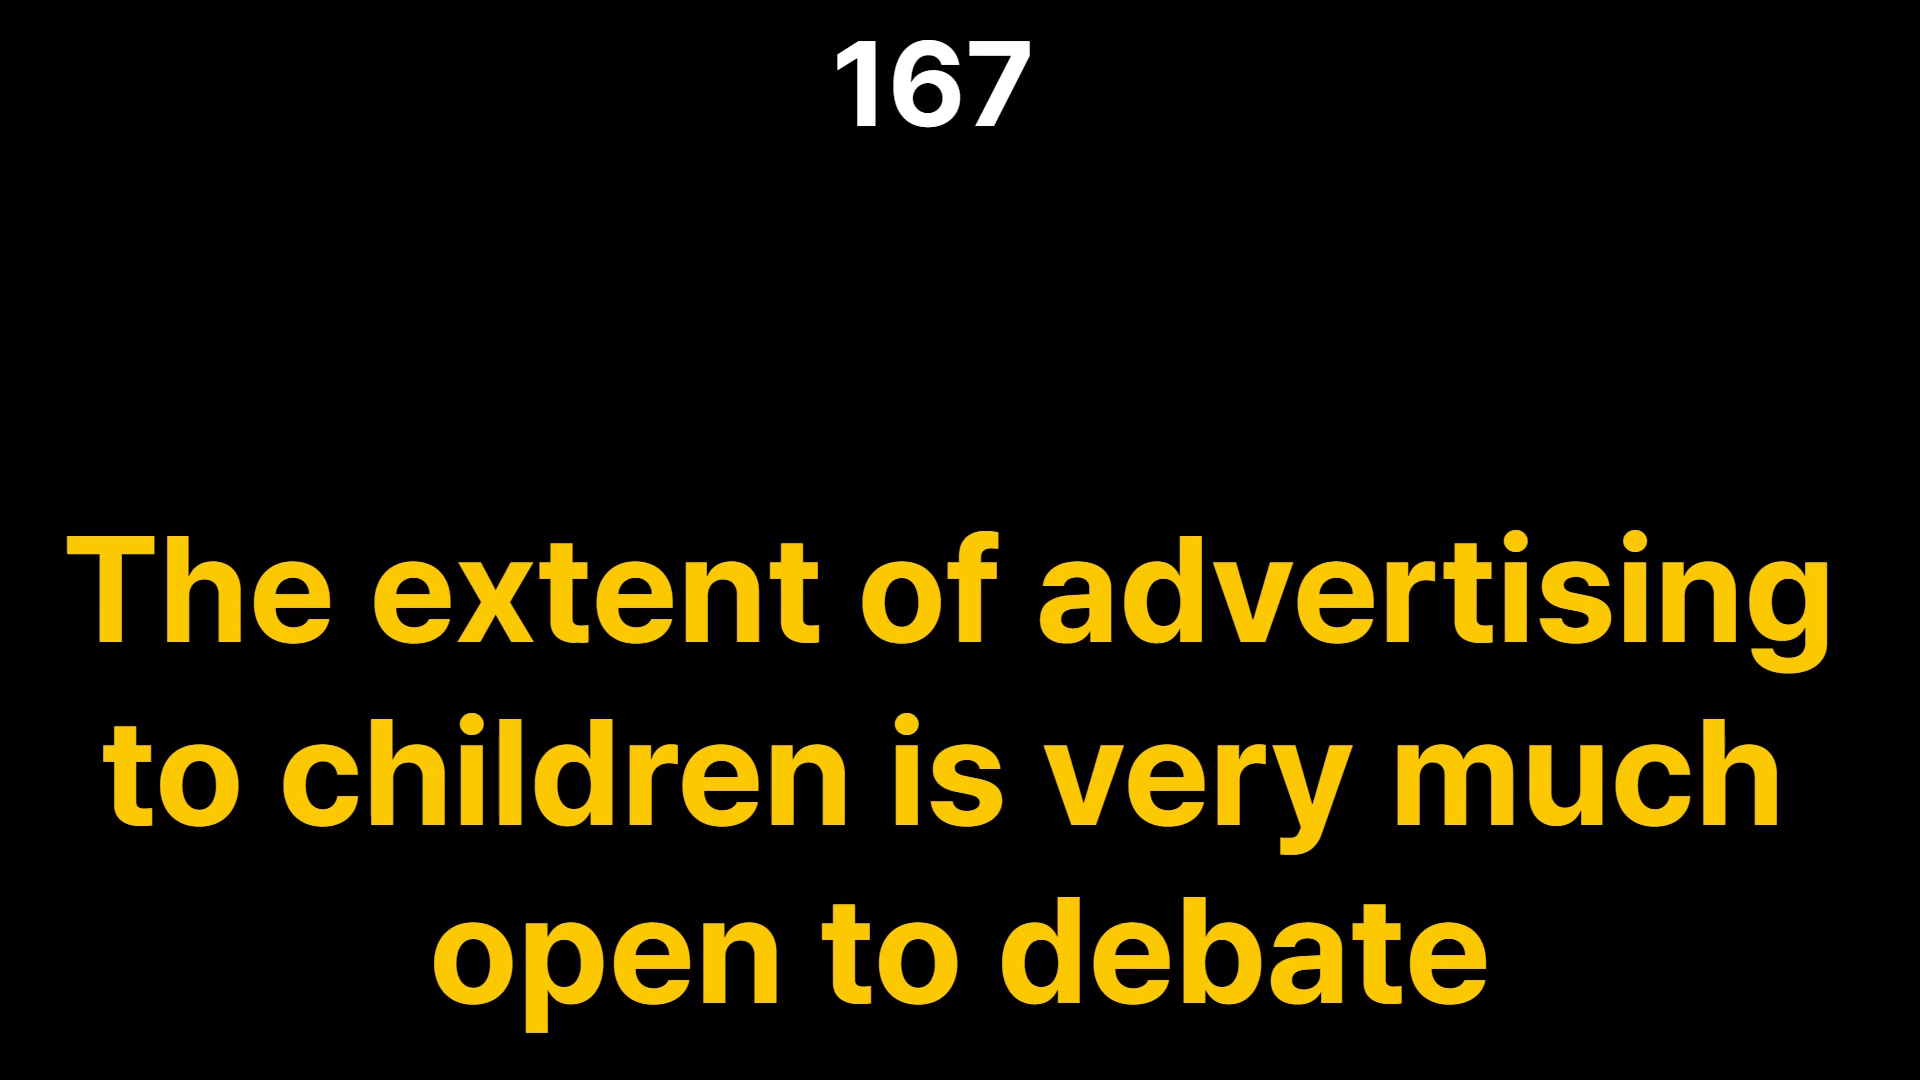 167
The extent of advertising
to children is very much
open to debate